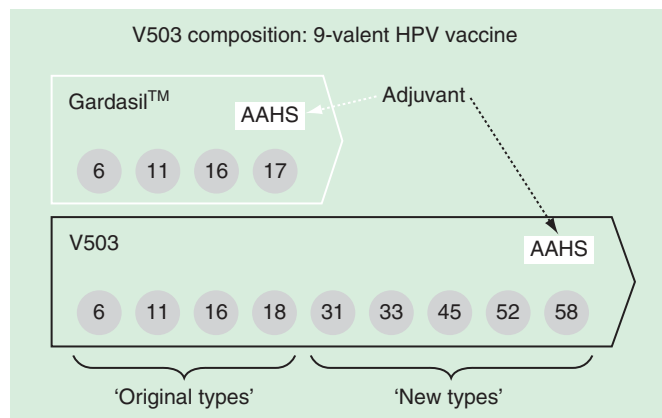 V503 composition: 9-valent HPV vaccine
Gardasil™
AAHS
Adjuvant
6 11 16 17
V503
AAHS
6 11 16 18 31 33 45 52 58
'Original types' 'New types'